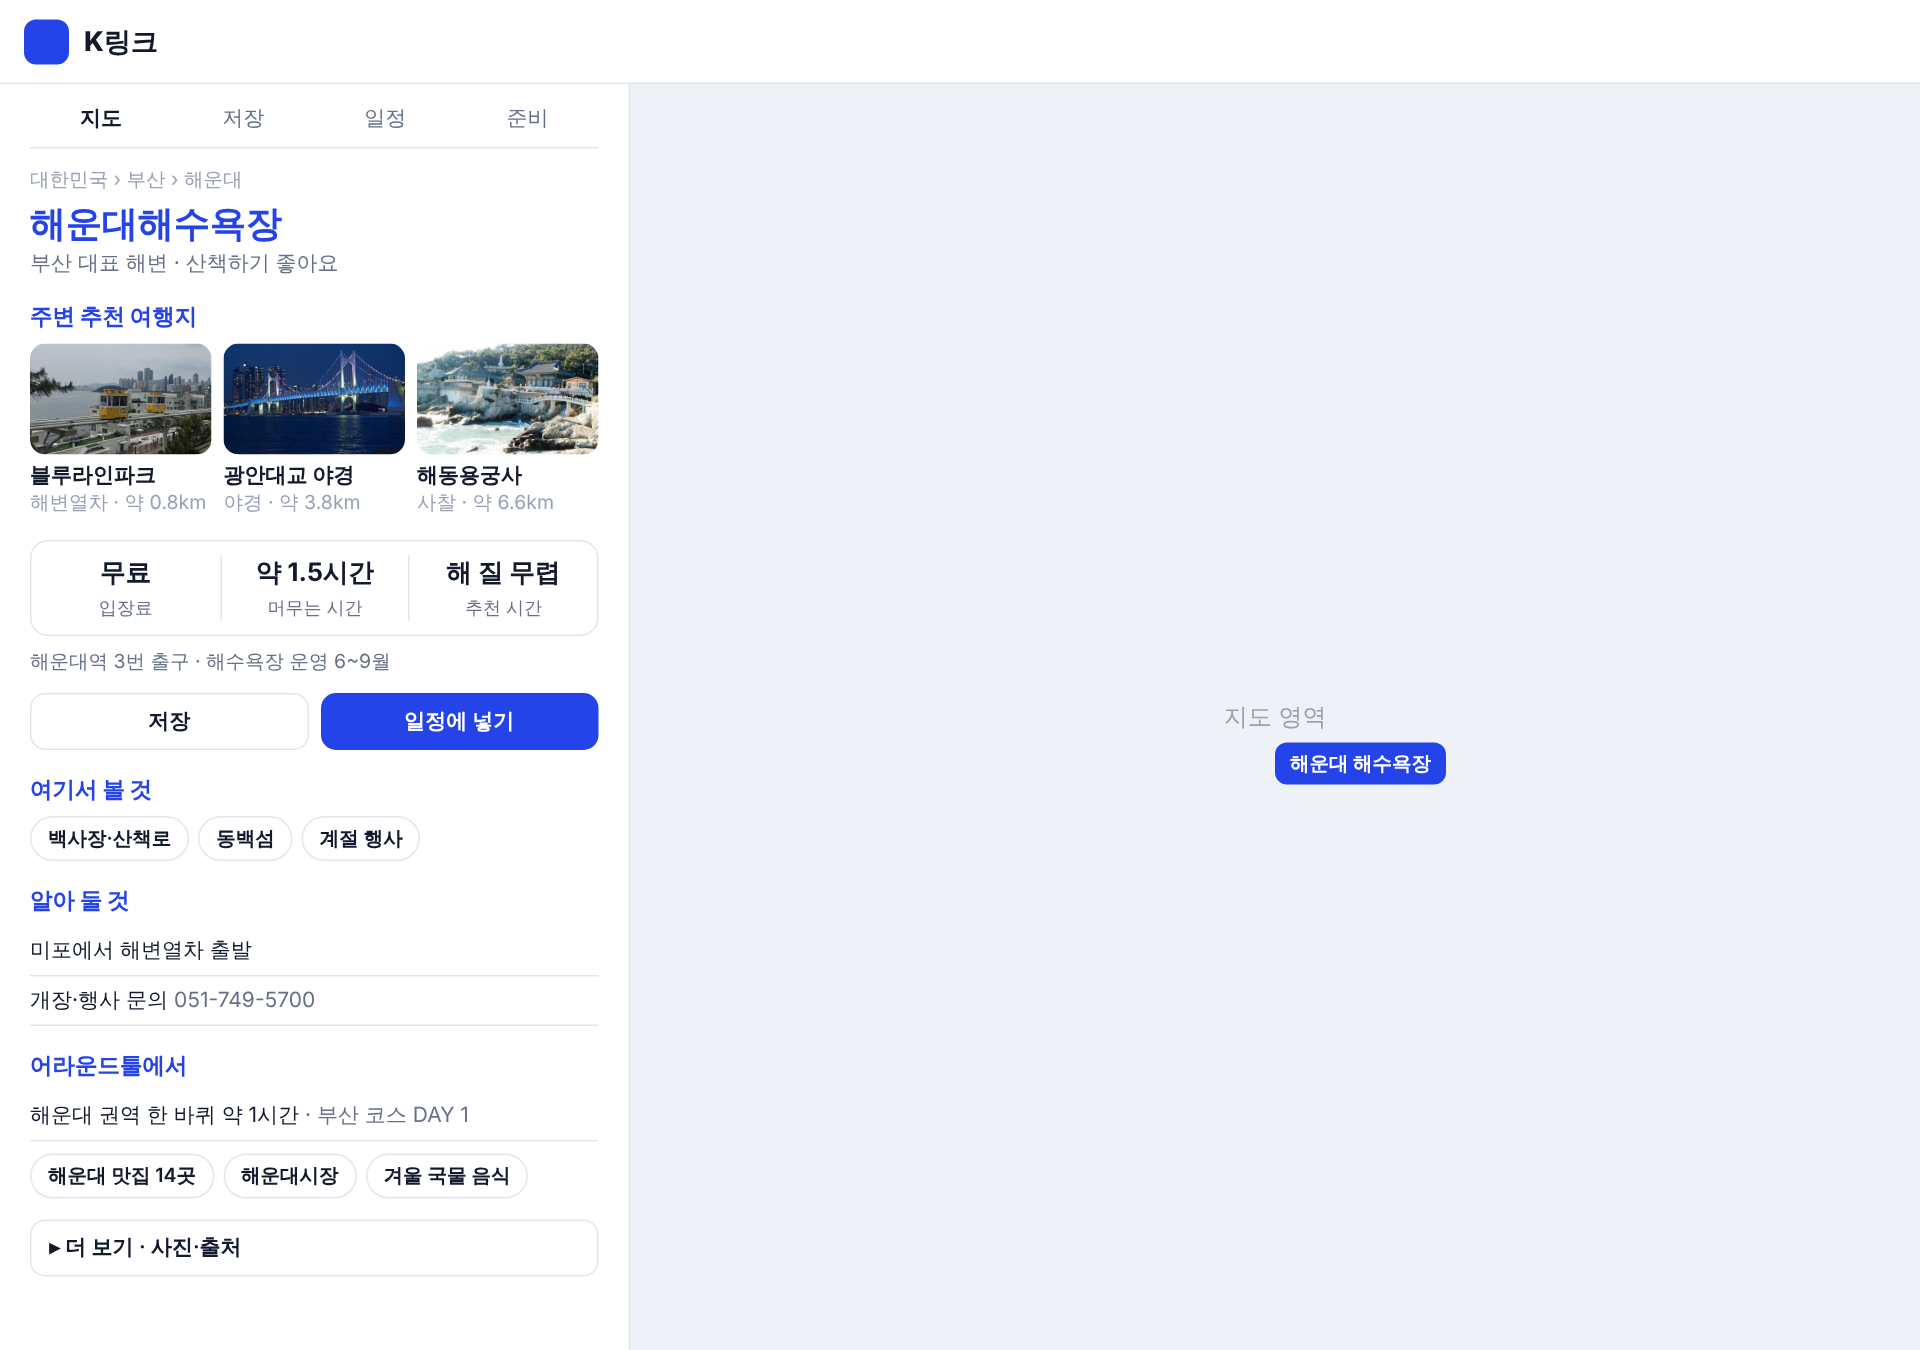 K링크
지도 저장 일정 준비
대한민국 › 부산 › 해운대
해운대해수욕장
부산 대표 해변 · 산책하기 좋아요
주변 추천 여행지
블루라인파크 광안대교 야경 해동용궁사
해변열차 · 약 0.8km 야경 · 약 3.8km 사찰 · 약 6.6km
무료 약 1.5시간 해 질 무렵
입장료 머무는 시간 추천 시간
해운대역 3번 출구 · 해수욕장 운영 6~9월
저장 일정에 넣기
여기서 볼 것
백사장·산책로 동백섬 계절 행사
알아 둘 것
미포에서 해변열차 출발
개장·행사 문의 051-749-5700
어라운드툴에서
해운대 권역 한 바퀴 약 1시간 · 부산 코스 DAY 1
해운대 맛집 14곳 해운대시장 겨울 국물 음식
▸ 더 보기 · 사진·출처
지도 영역
해운대 해수욕장